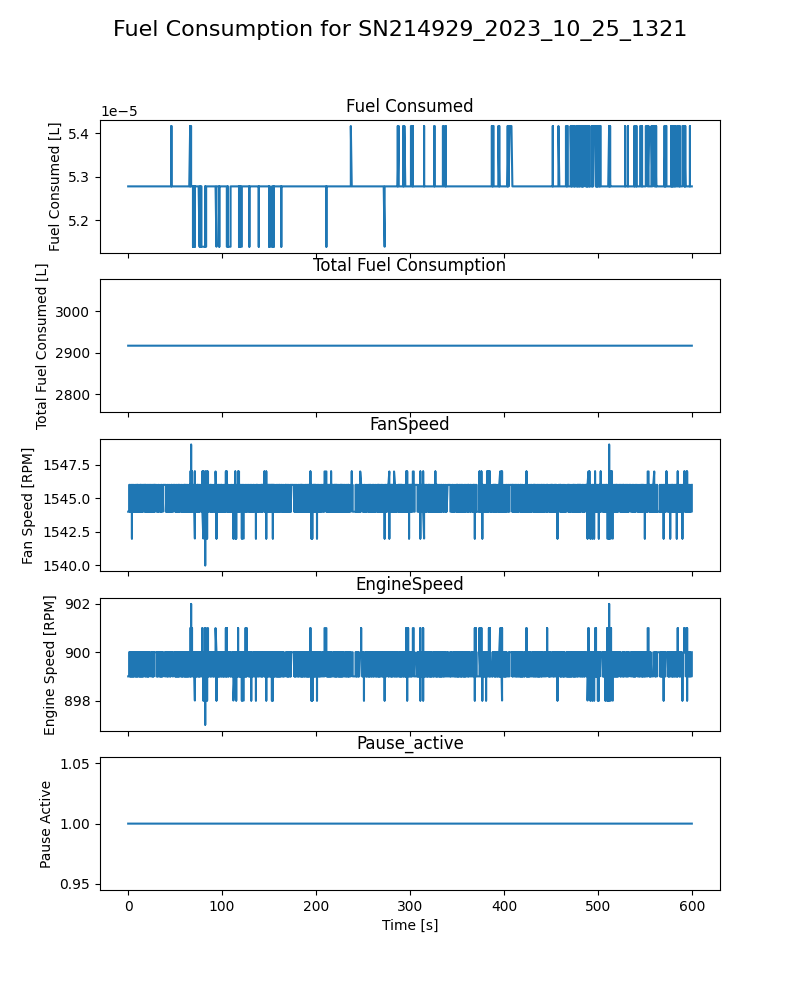 Fuel Consumption for SN214929_2023_10_25_1321
1e−5
Fuel Consumed
Fuel Consumed [L]
5.4
5.3
5.2
Total Fuel Consumption
Total Fuel Consumed [L]
3000
2900
2800
FanSpeed
Fan Speed [RPM]
1547.5
1545.0
1542.5
1540.0
EngineSpeed
Engine Speed [RPM]
902
900
898
Pause_active
Pause Active
1.05
1.00
0.95
0 100 200 300 400 500 600
Time [s]